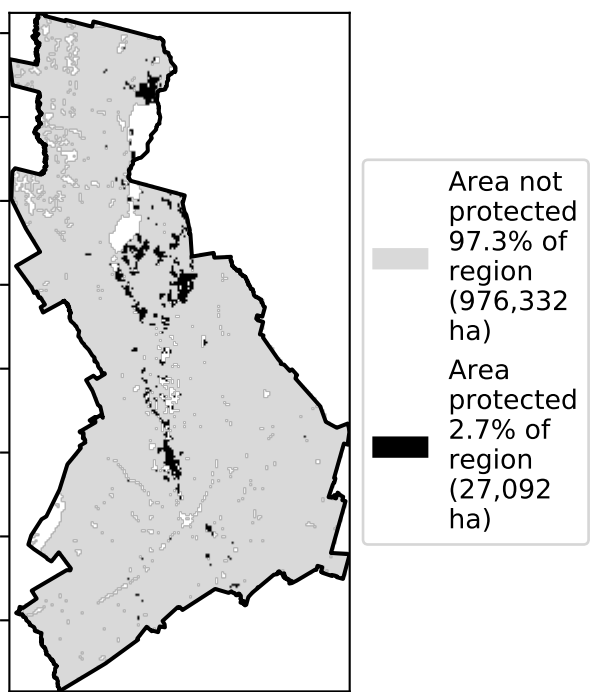 Area not
protected
97.3% of
region
(976,332
ha)
Area
protected
2.7% of
region
(27,092
ha)